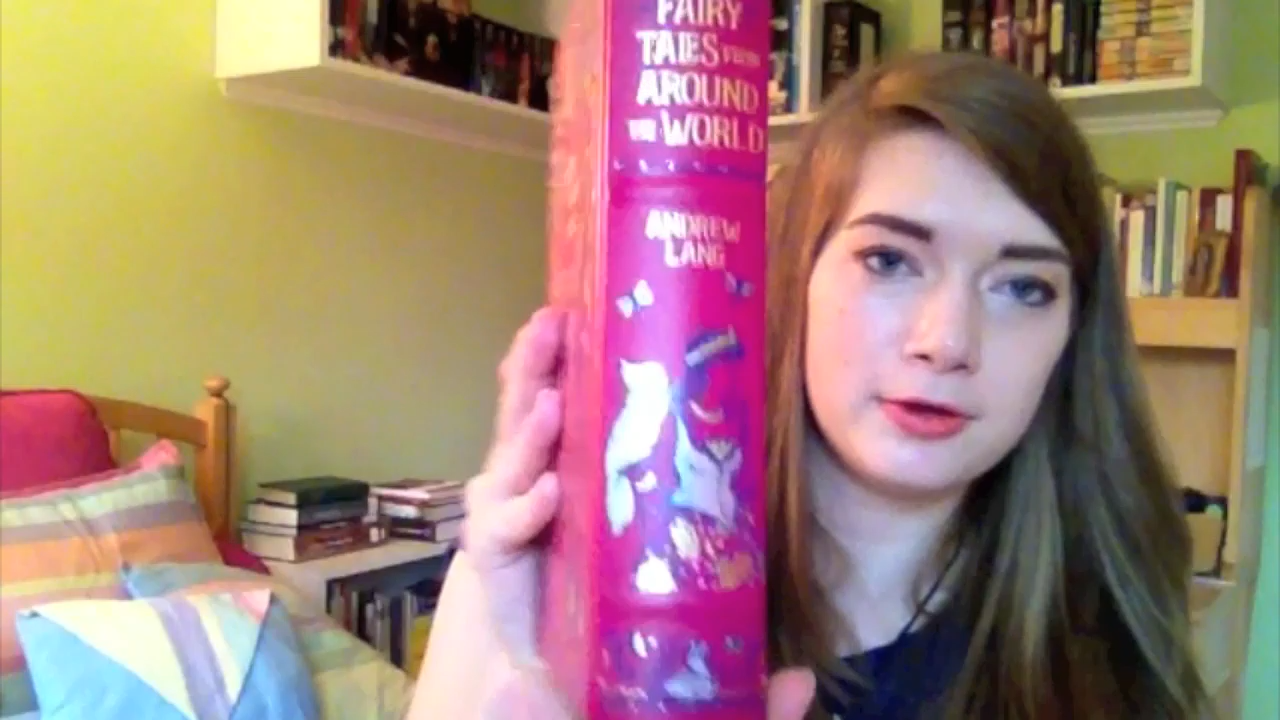 FAIRY
TALES FROM
AROUND
THE WORLD
ANDREW
LANG